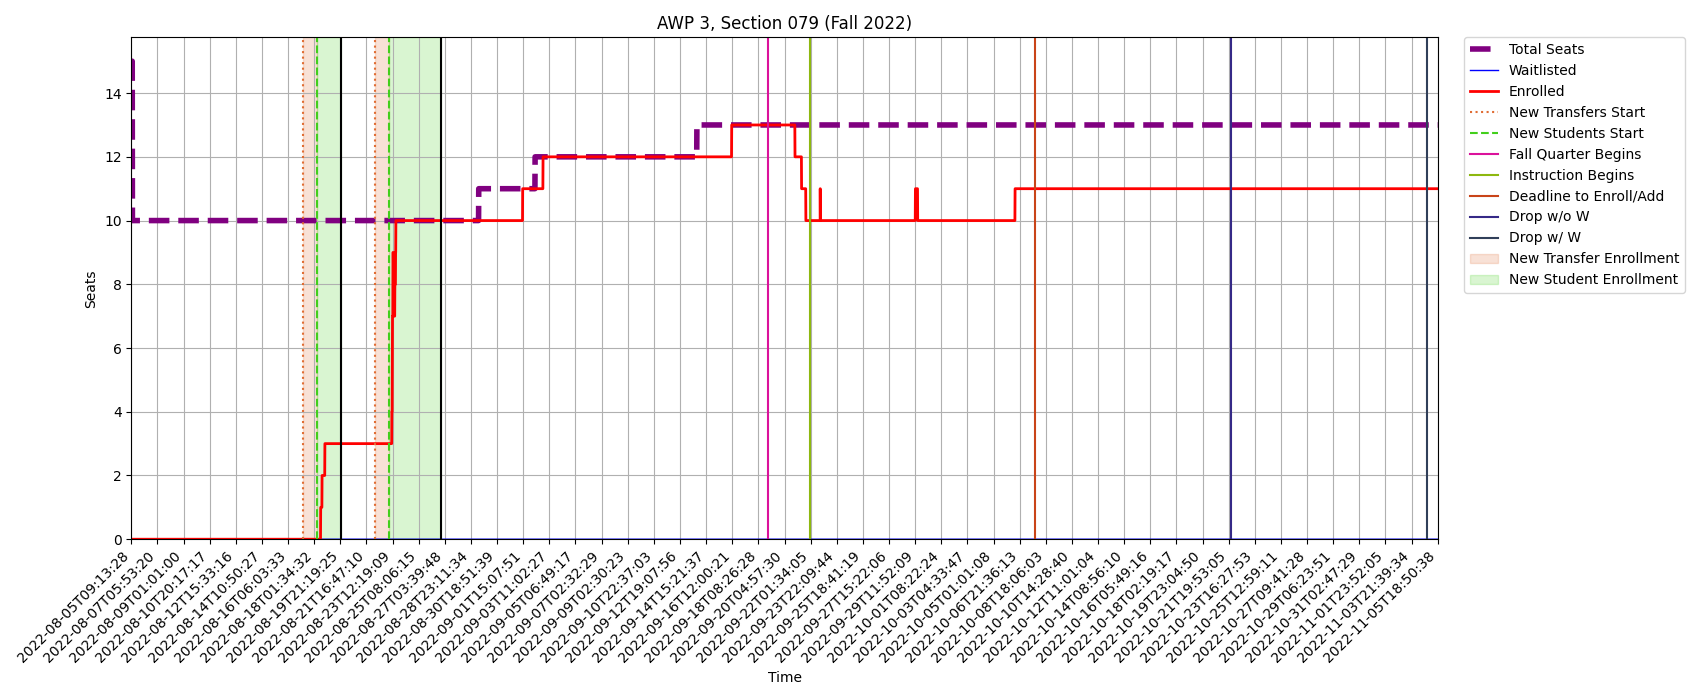 AWP 3, Section 079 (Fall 2022)
Total Seats
Waitlisted
Enrolled
New Transfers Start
New Students Start
Fall Quarter Begins
Instruction Begins
Deadline to Enroll/Add
Drop w/o W
Drop w/ W
New Transfer Enrollment
New Student Enrollment
Seats
14
12
10
8
6
4
2
0
2022-08-05T09:13:28
2022-08-07T05:53:20
2022-08-09T01:01:00
2022-08-10T20:17:17
2022-08-12T15:33:16
2022-08-14T10:50:27
2022-08-16T06:03:33
2022-08-18T01:34:32
2022-08-19T21:19:25
2022-08-21T16:47:10
2022-08-23T12:19:09
2022-08-25T08:06:15
2022-08-27T03:39:48
2022-08-28T23:11:34
2022-08-30T18:51:39
2022-09-01T15:07:51
2022-09-03T11:02:27
2022-09-05T06:49:17
2022-09-07T02:32:29
2022-09-09T02:30:23
2022-09-10T22:37:03
2022-09-12T19:07:56
2022-09-14T15:21:37
2022-09-16T12:00:21
2022-09-18T08:26:28
2022-09-20T04:57:30
2022-09-22T01:34:05
2022-09-23T22:09:44
2022-09-25T18:41:19
2022-09-27T15:22:06
2022-09-29T11:52:09
2022-10-01T08:22:24
2022-10-03T04:33:47
2022-10-05T01:01:08
2022-10-06T21:36:13
2022-10-08T18:06:03
2022-10-10T14:28:40
2022-10-12T11:01:04
2022-10-14T08:56:10
2022-10-16T05:49:16
2022-10-18T02:19:17
2022-10-19T23:04:50
2022-10-21T19:53:05
2022-10-23T16:27:53
2022-10-25T12:59:11
2022-10-27T09:41:28
2022-10-29T06:23:51
2022-10-31T02:47:29
2022-11-01T23:52:05
2022-11-03T21:39:34
2022-11-05T18:50:38
Time